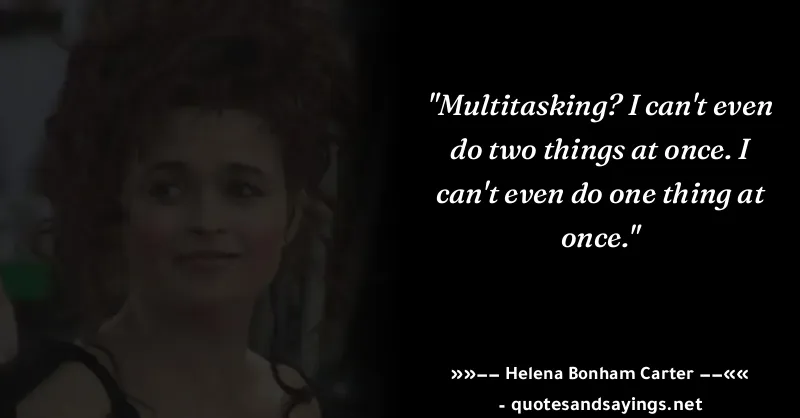 "Multitasking? I can't even
do two things at once. I
can't even do one thing at
once."
»»–– Helena Bonham Carter ––««
- quotesandsayings.net